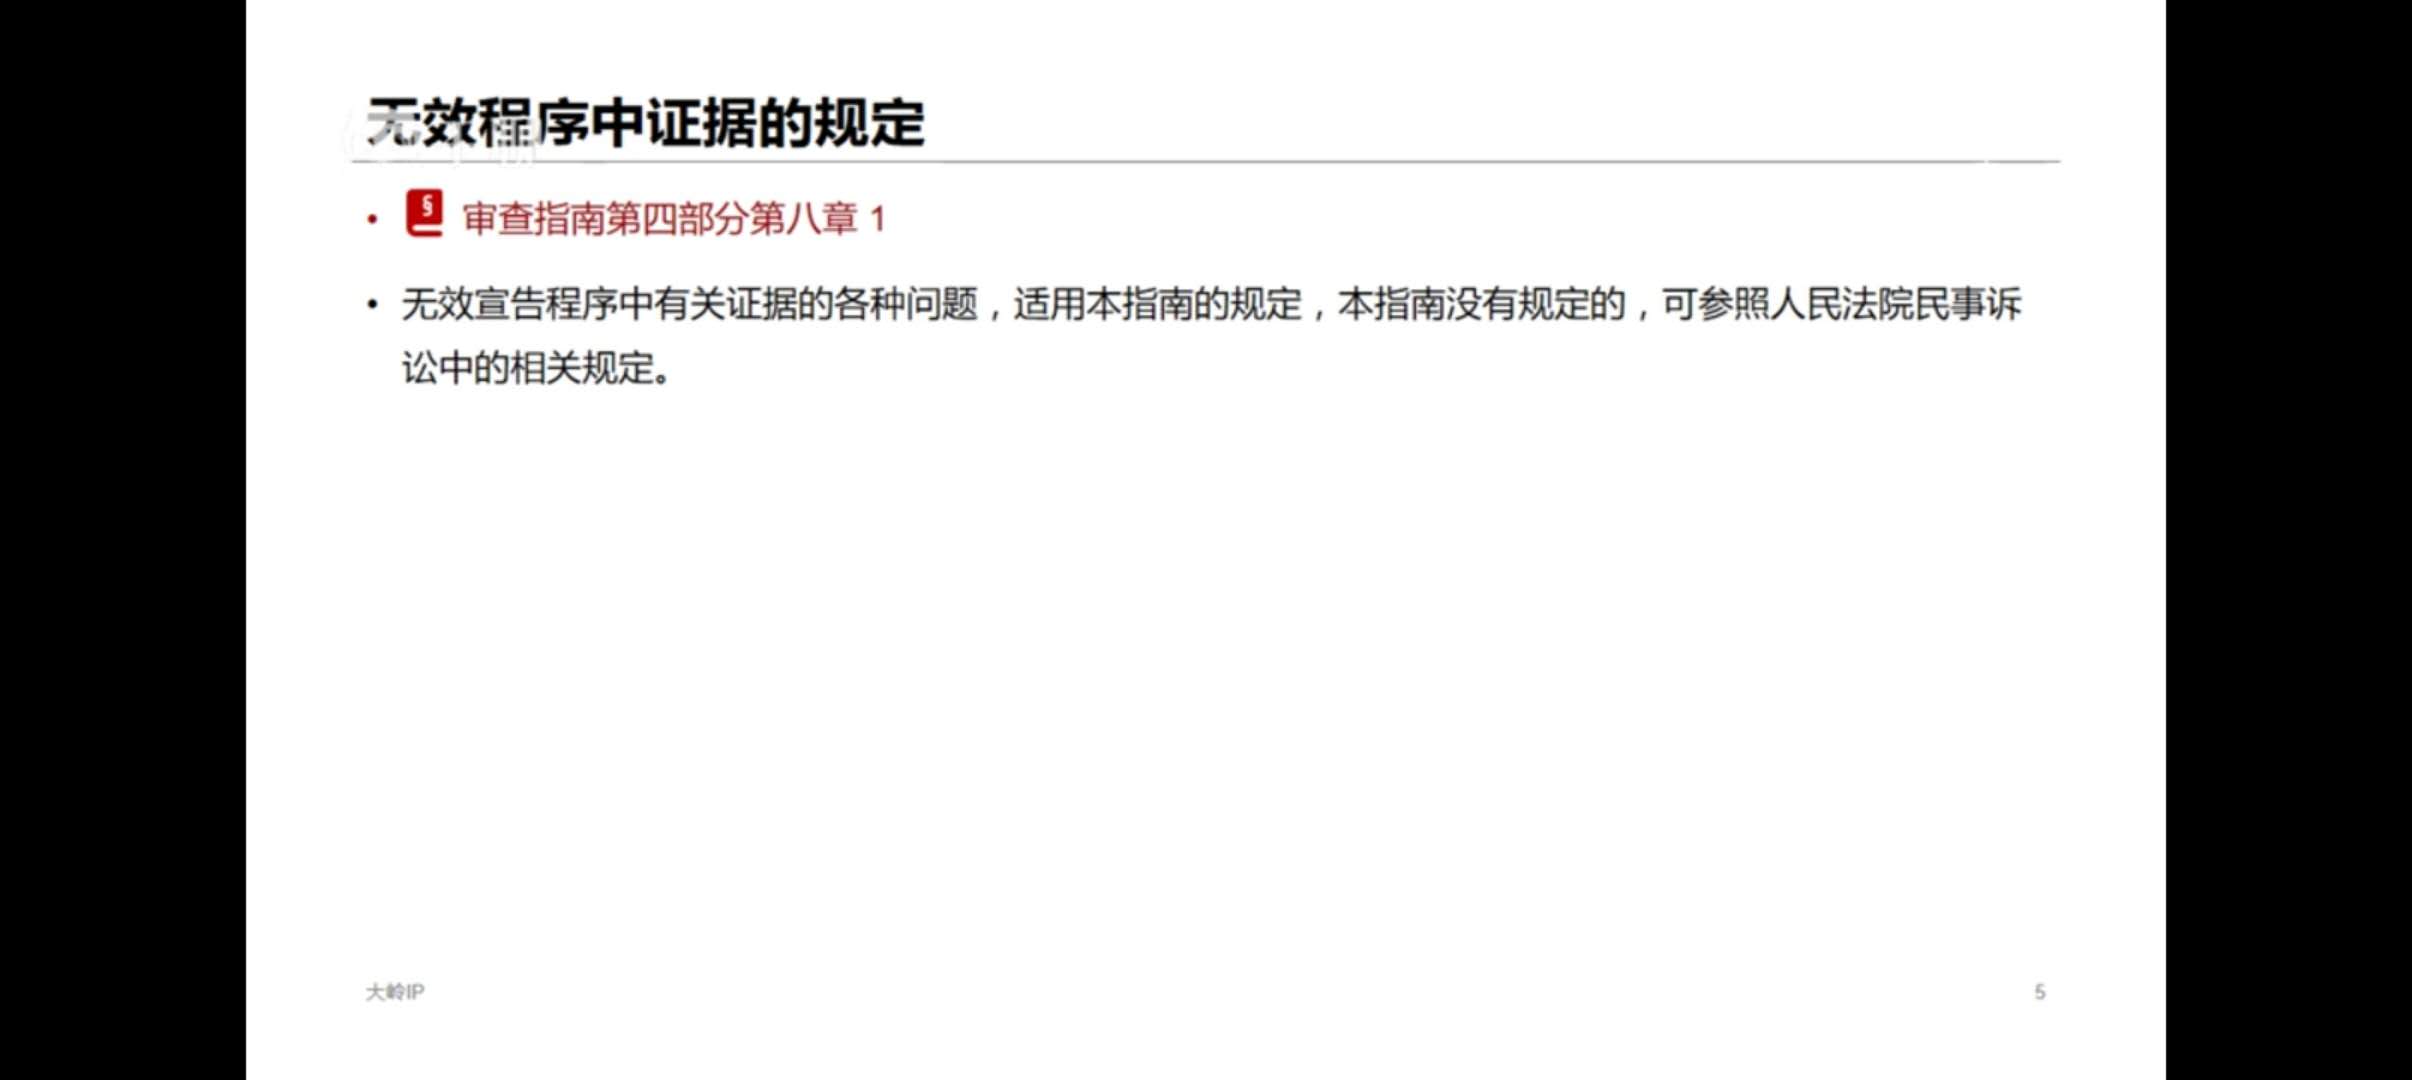 无效程序中证据的规定
• § 审查指南第四部分第八章 1
• 无效宣告程序中有关证据的各种问题，适用本指南的规定，本指南没有规定的，可参照人民法院民事诉
讼中的相关规定。
大岭IP
5